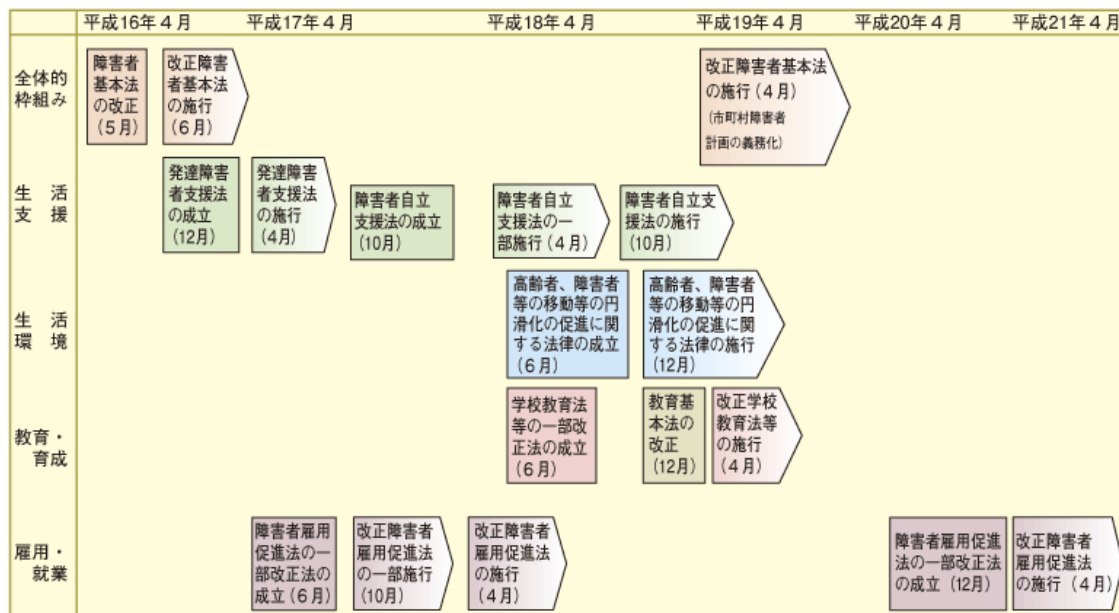 平成16年4月
平成17年4月
平成18年4月
平成19年4月
平成20年4月
平成21年4月
全体的
枠組み
障害者
基本法
の改正
(5月)
改正障害
者基本法
の施行
(6月)
改正障害者基本法
の施行(4月)
(市町村障害者
計画の義務化)
生活
支援
発達障害
者支援法
の成立
(12月)
発達障害
者支援法
の施行
(4月)
障害者自立
支援法の成立
(10月)
障害者自立
支援法の一
部施行(4月)
障害者自立支
援法の施行
(10月)
生活
環境
高齢者、障害者
等の移動等の円
滑化の促進に関
する法律の成立
(6月)
高齢者、障害者
等の移動等の円
滑化の促進に関
する法律の施行
(12月)
教育・
育成
学校教育法
等の一部改
正法の成立
(6月)
教育基
本法の
改正
(12月)
改正学校
教育法等
の施行
(4月)
雇用・
就業
障害者雇用
促進法の一
部改正法の
成立(6月)
改正障害者
雇用促進法
の一部施行
(10月)
改正障害者
雇用促進法
の施行
(4月)
障害者雇用促進
法の一部改正法
の成立(12月)
改正障害者
雇用促進法
の施行(4月)